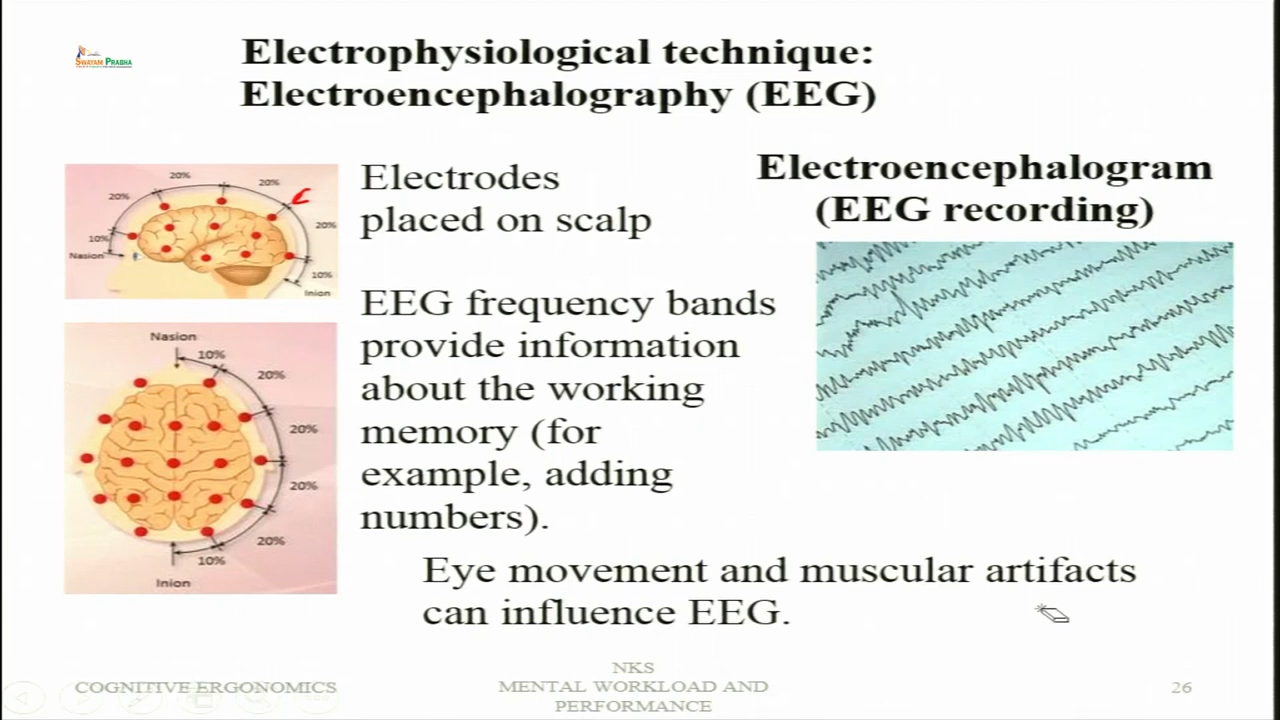 SWAYAM PRABHA
Electrophysiological technique:
Electroencephalography (EEG)
20%
20%
20%
20%
10%
10%
Nasion
Inion
Electrodes
placed on scalp
EEG frequency bands
provide information
about the working
memory (for
example, adding
numbers).
Electroencephalogram
(EEG recording)
Nasion
10%
20%
20%
20%
20%
10%
Inion
Eye movement and muscular artifacts
can influence EEG.
COGNITIVE ERGONOMICS
NKS
MENTAL WORKLOAD AND
PERFORMANCE
26